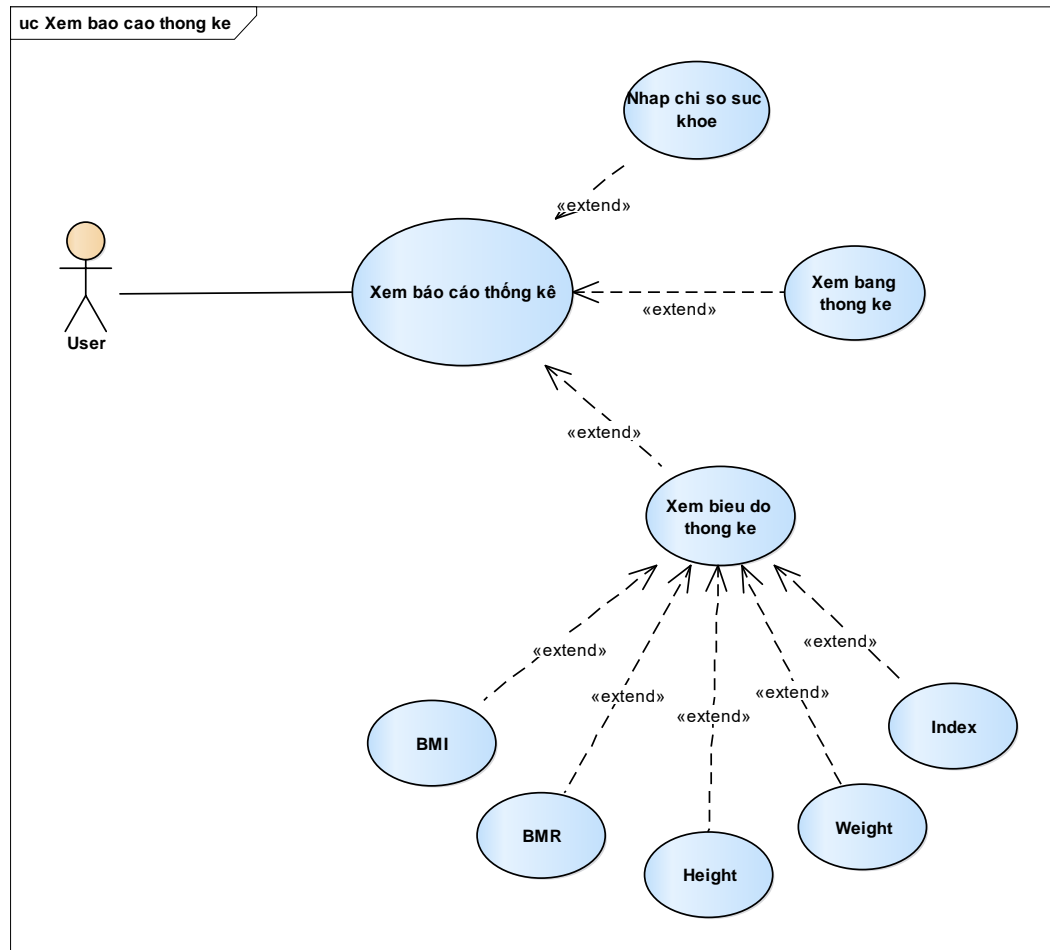 uc Xem bao cao thong ke
Nhap chi so suc
khoe
«extend»
Xem báo cáo thống kê
Xem bang
thong ke
«extend»
User
«extend»
Xem bieu do
thong ke
«extend»
«extend»
«extend»
«extend»
«extend»
Index
BMI
Weight
BMR
Height